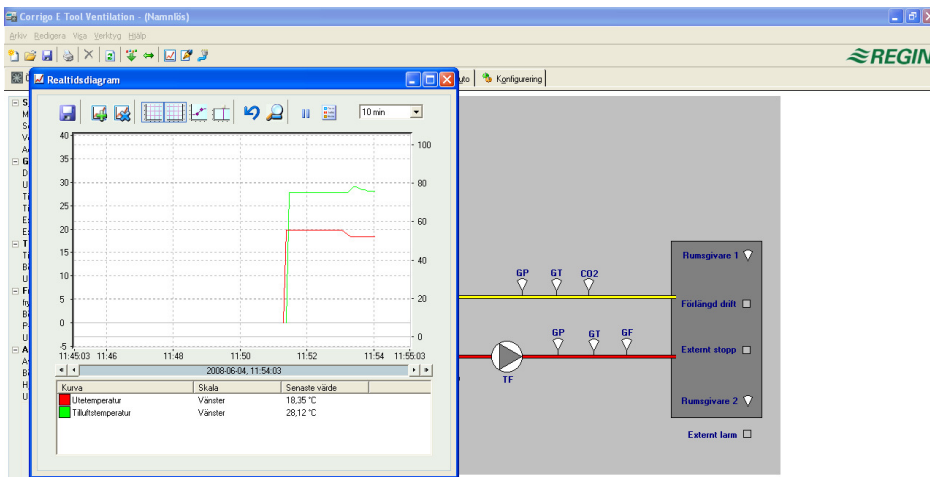 Corrigo E Tool Ventilation - (Namnlös)
Arkiv Redigera Visa Verktyg Hjälp
REGIN
Konfigurering
Realtidsdiagram
10 min
40
35
30
25
20
15
10
5
0
-5
100
80
60
40
20
0
11:45:03 11:46 11:48 11:50 11:52 11:54 11:55:03
2008-06-04, 11:54:03
Kurva Skala Senaste värde
Utetemperatur Vänster 18,35 °C
Tilluftstemperatur Vänster 28,12 °C
GP GT CO2
GP GT GF
TF
Rumsgivare 1
Förlängd drift
Externt stopp
Rumsgivare 2
Externt larm